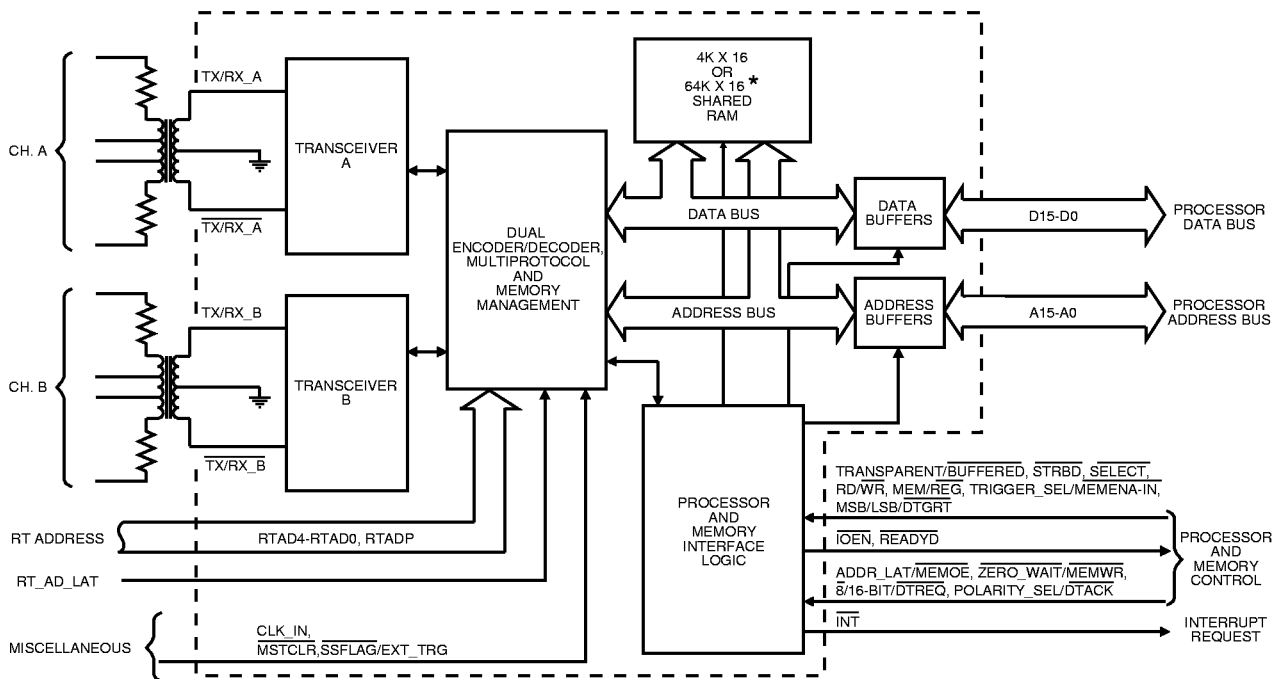 4K X 16
OR
64K X 16 *
SHARED
RAM
CH. A
TX/RX_A
TX/RX_A
TRANSCEIVER
A
DUAL
ENCODER/DECODER,
MULTIPROTOCOL
AND
MEMORY
MANAGEMENT
DATA BUS
DATA
BUFFERS
D15-D0
PROCESSOR
DATA BUS
ADDRESS BUS
ADDRESS
BUFFERS
A15-A0
PROCESSOR
ADDRESS BUS
CH. B
TX/RX_B
TX/RX_B
TRANSCEIVER
B
PROCESSOR
AND
MEMORY
INTERFACE
LOGIC
TRANSPARENT/BUFFERED, STRBD, SELECT,
RD/WR, MEM/REG, TRIGGER_SEL/MEMENA-IN,
MSB/LSB/DTGRT
IOEN, READYD
ADDR_LAT/MEMOE, ZERO_WAIT/MEMWR,
8/16-BIT/DTREQ, POLARITY_SEL/DTACK
PROCESSOR
AND
MEMORY
CONTROL
INT
INTERRUPT
REQUEST
RT ADDRESS
RTAD4-RTAD0, RTADP
RT_AD_LAT
MISCELLANEOUS
CLK_IN,
MSTCLR,SSFLAG/EXT_TRG